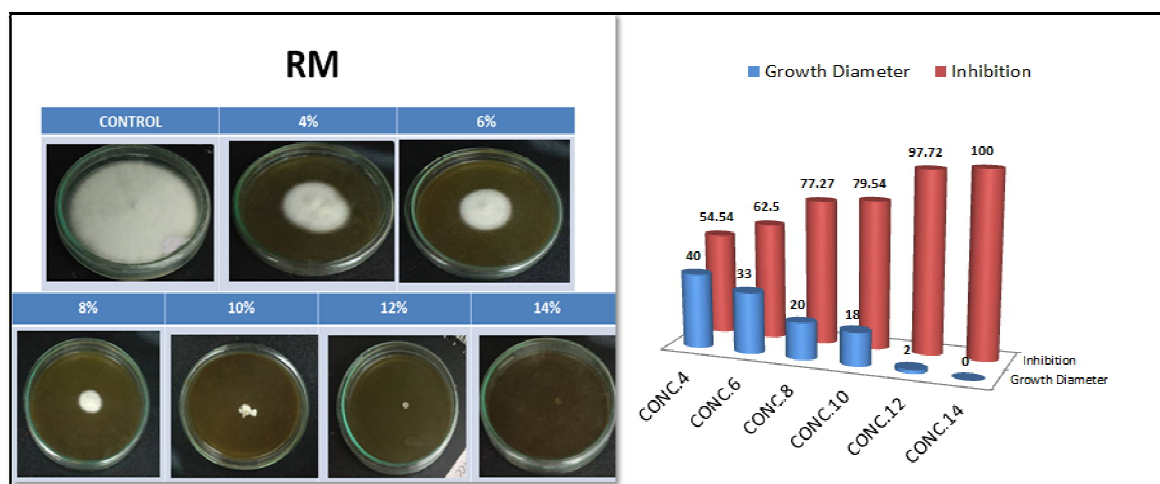 RM
CONTROL 4% 6%
8% 10% 12% 14%
Growth Diameter Inhibition
54.54 62.5 77.27 79.54 97.72 100
40 33 20 18 2 0
Inhibition
Growth Diameter
CONC.4 CONC.6 CONC.8 CONC.10 CONC.12 CONC.14